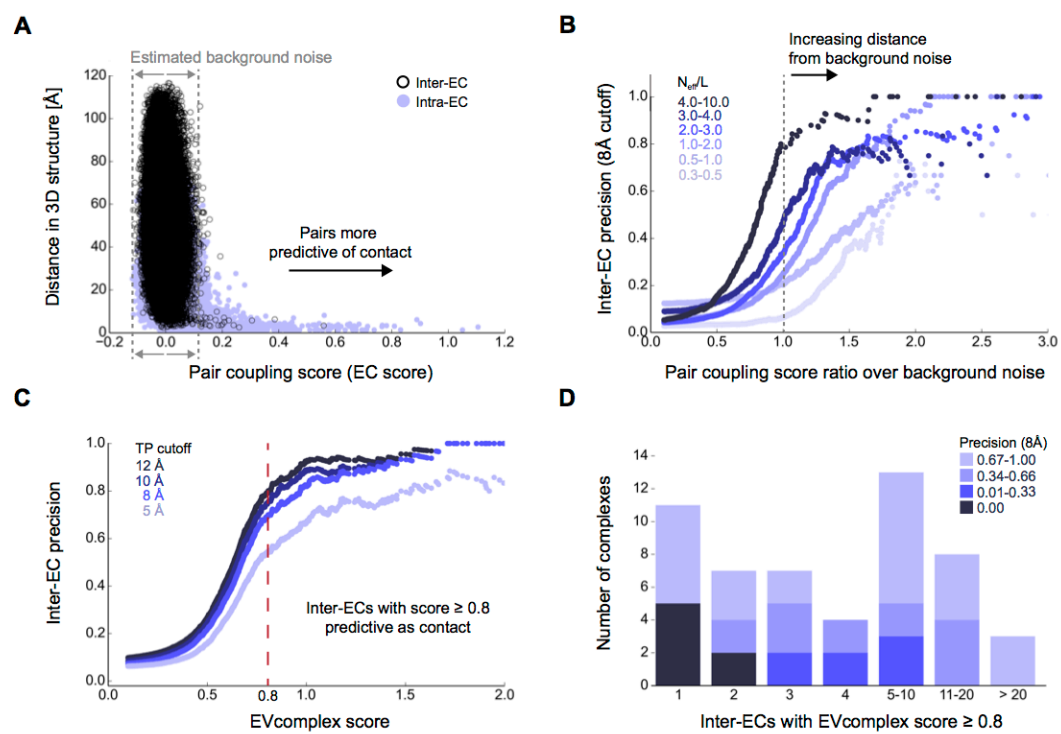 A
Estimated background noise
120
100
80
60
40
20
0
Distance in 3D structure [Å]
Inter-EC
Intra-EC
Pairs more
predictive of contact
−0.2
0.0
0.2
0.4
0.6
0.8
1.0
1.2
Pair coupling score (EC score)
B
Increasing distance
from background noise
Neff/L
4.0-10.0
3.0-4.0
2.0-3.0
1.0-2.0
0.5-1.0
0.3-0.5
1.0
0.8
0.6
0.4
0.2
0.0
Inter-EC precision (8Å cutoff)
0.0
0.5
1.0
1.5
2.0
2.5
3.0
Pair coupling score ratio over background noise
C
TP cutoff
12 Å
10 Å
8 Å
5 Å
1.0
0.8
0.6
0.4
0.2
0.0
Inter-EC precision
Inter-ECs with score ≥ 0.8
predictive as contact
0.0
0.5
0.8
1.0
1.5
2.0
EVcomplex score
D
Precision (8Å)
0.67-1.00
0.34-0.66
0.01-0.33
0.00
14
12
10
8
6
4
2
0
Number of complexes
1
2
3
4
5-10
11-20
> 20
Inter-ECs with EVcomplex score ≥ 0.8